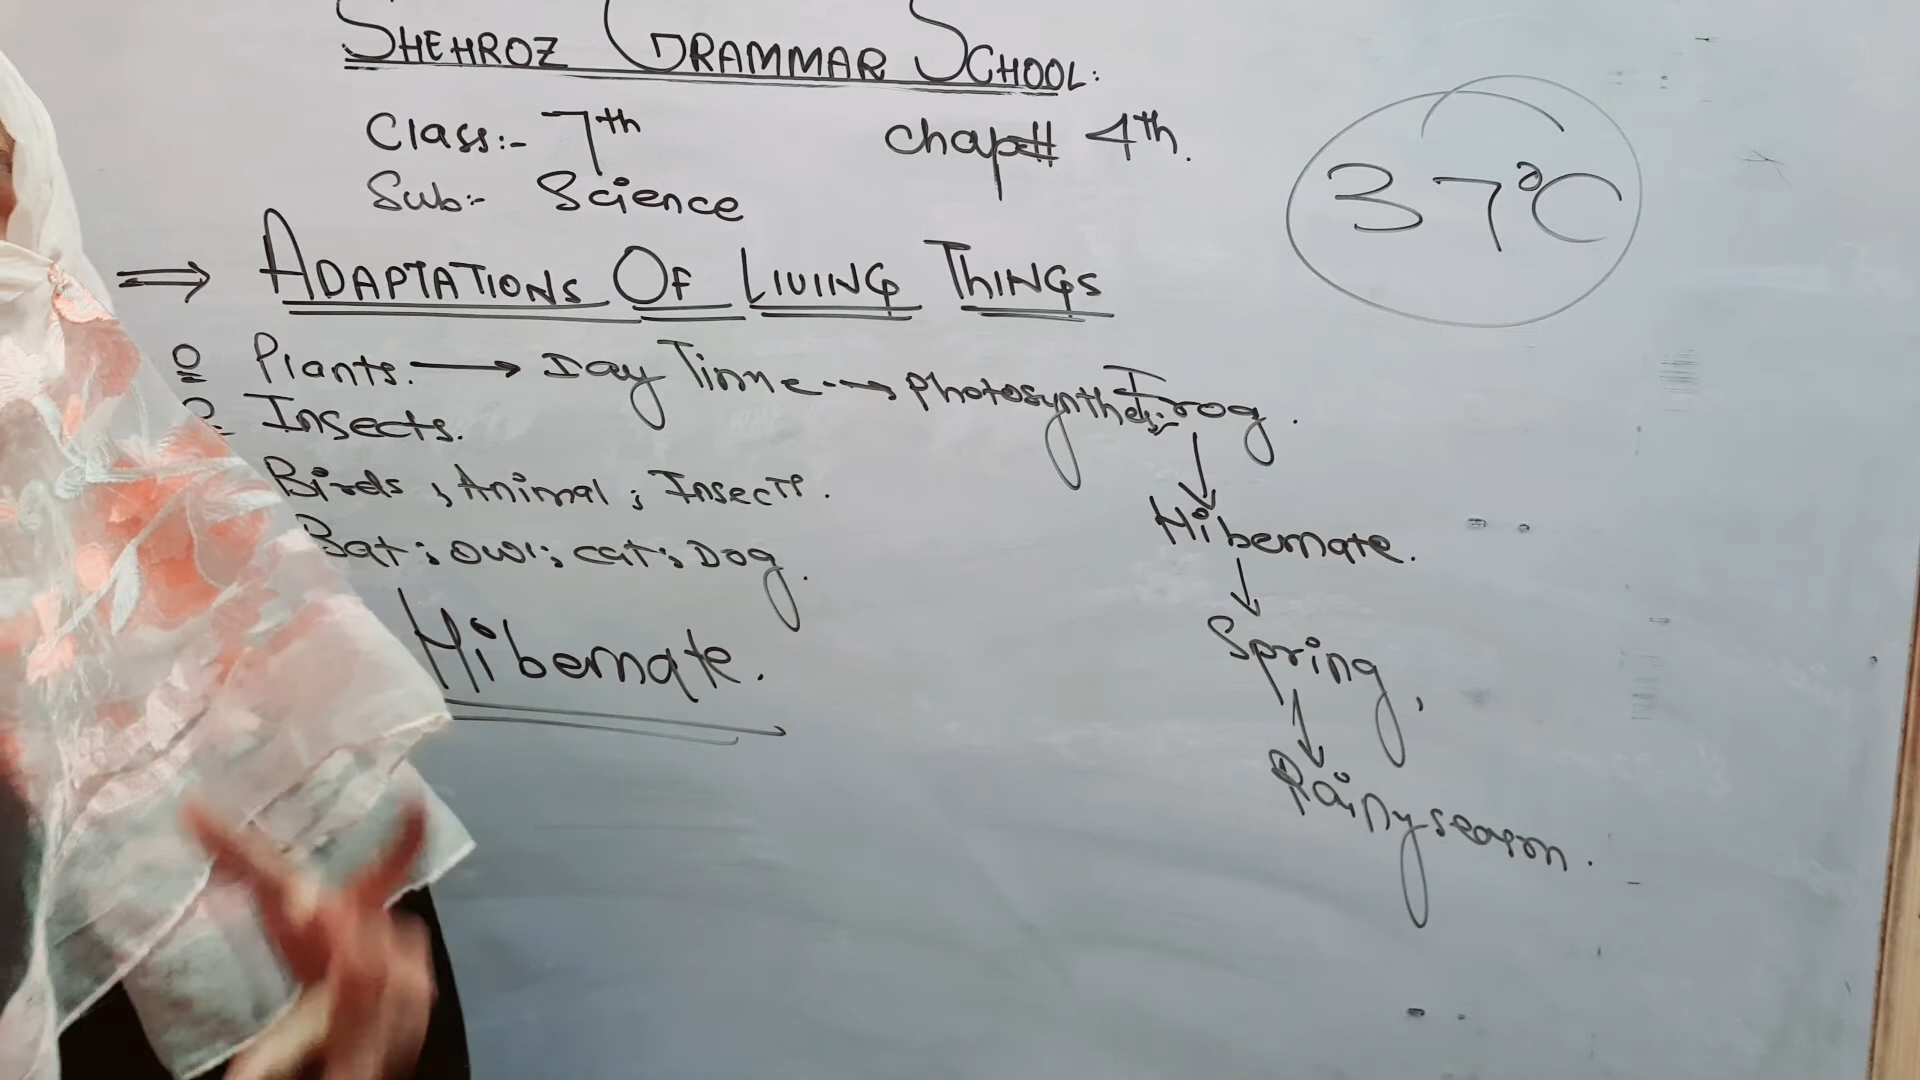 SHEHROZ GRAMMAR SCHOOL:
Class:- 7th chap# 4th.
Sub:- Science
37°C
⇒ ADAPTATIONS OF LIVING THINGS
Plants. → Day Time --→ photosynthesis
Frog.
Insects.
Birds, Animal; Insects.
Bat; owl; cat; Dog.
↓
Hibernate.
↓
Hibernate.
Spring,
↓
Rainy season.